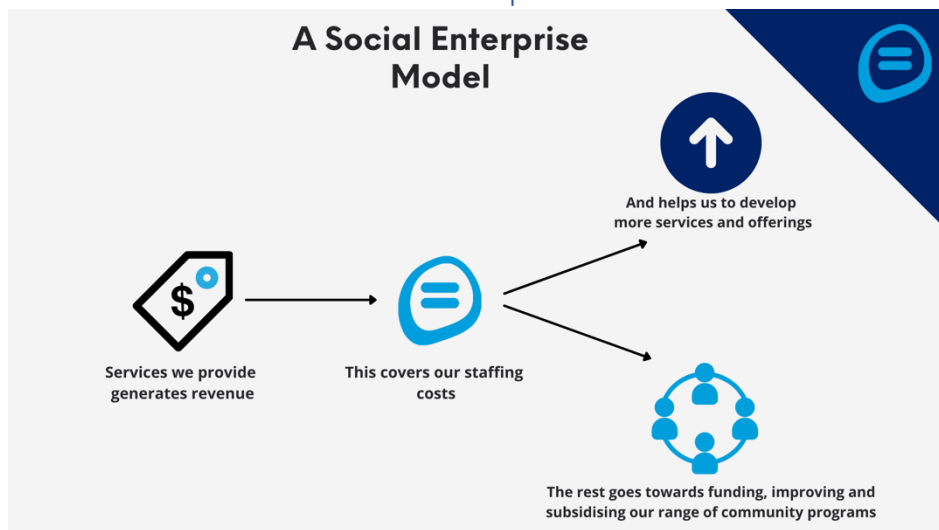 A Social Enterprise
Model
And helps us to develop
more services and offerings
$
Services we provide
generates revenue
This covers our staffing
costs
The rest goes towards funding, improving and
subsidising our range of community programs